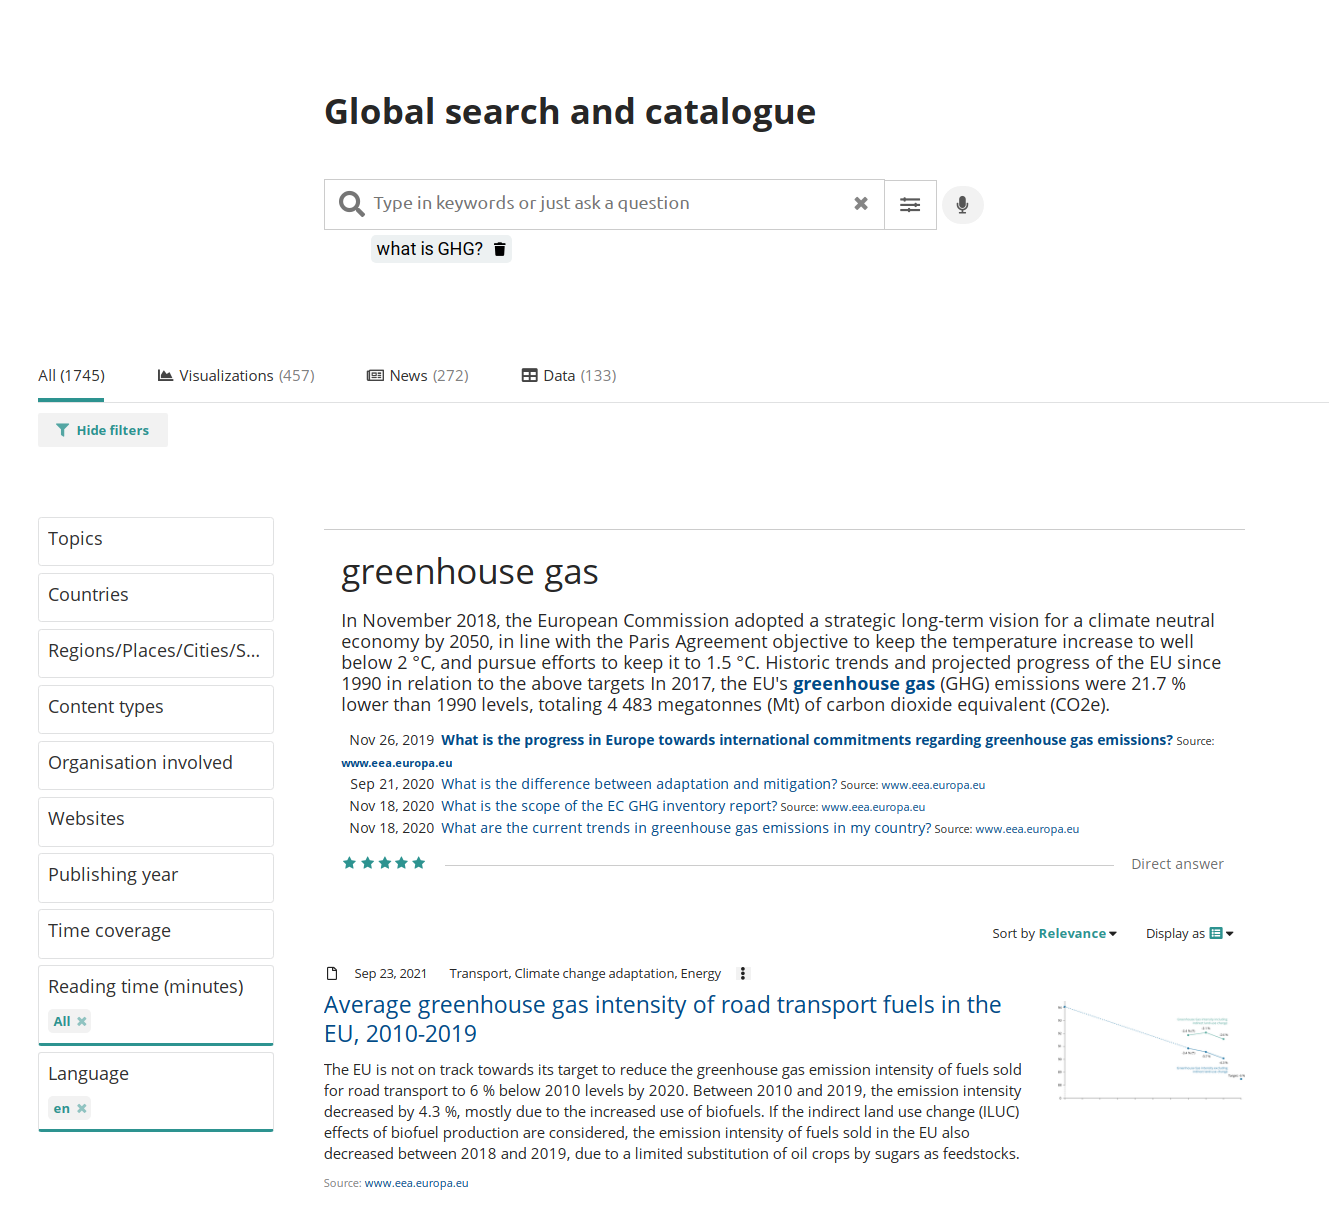 Global search and catalogue
Type in keywords or just ask a question
what is GHG?
All (1745)
Visualizations (457)
News (272)
Data (133)
Hide filters
Topics
Countries
Regions/Places/Cities/S...
Content types
Organisation involved
Websites
Publishing year
Time coverage
Reading time (minutes)
All
Language
en
greenhouse gas
In November 2018, the European Commission adopted a strategic long-term vision for a climate neutral
economy by 2050, in line with the Paris Agreement objective to keep the temperature increase to well
below 2 °C, and pursue efforts to keep it to 1.5 °C. Historic trends and projected progress of the EU since
1990 in relation to the above targets In 2017, the EU's greenhouse gas (GHG) emissions were 21.7 %
lower than 1990 levels, totaling 4 483 megatonnes (Mt) of carbon dioxide equivalent (CO2e).
Nov 26, 2019 What is the progress in Europe towards international commitments regarding greenhouse gas emissions? Source:
www.eea.europa.eu
Sep 21, 2020 What is the difference between adaptation and mitigation? Source: www.eea.europa.eu
Nov 18, 2020 What is the scope of the EC GHG inventory report? Source: www.eea.europa.eu
Nov 18, 2020 What are the current trends in greenhouse gas emissions in my country? Source: www.eea.europa.eu
Direct answer
Sort by Relevance
Display as
Sep 23, 2021 Transport, Climate change adaptation, Energy
Average greenhouse gas intensity of road transport fuels in the
EU, 2010-2019
The EU is not on track towards its target to reduce the greenhouse gas emission intensity of fuels sold
for road transport to 6 % below 2010 levels by 2020. Between 2010 and 2019, the emission intensity
decreased by 4.3 %, mostly due to the increased use of biofuels. If the indirect land use change (ILUC)
effects of biofuel production are considered, the emission intensity of fuels sold in the EU also
decreased between 2018 and 2019, due to a limited substitution of oil crops by sugars as feedstocks.
Source: www.eea.europa.eu